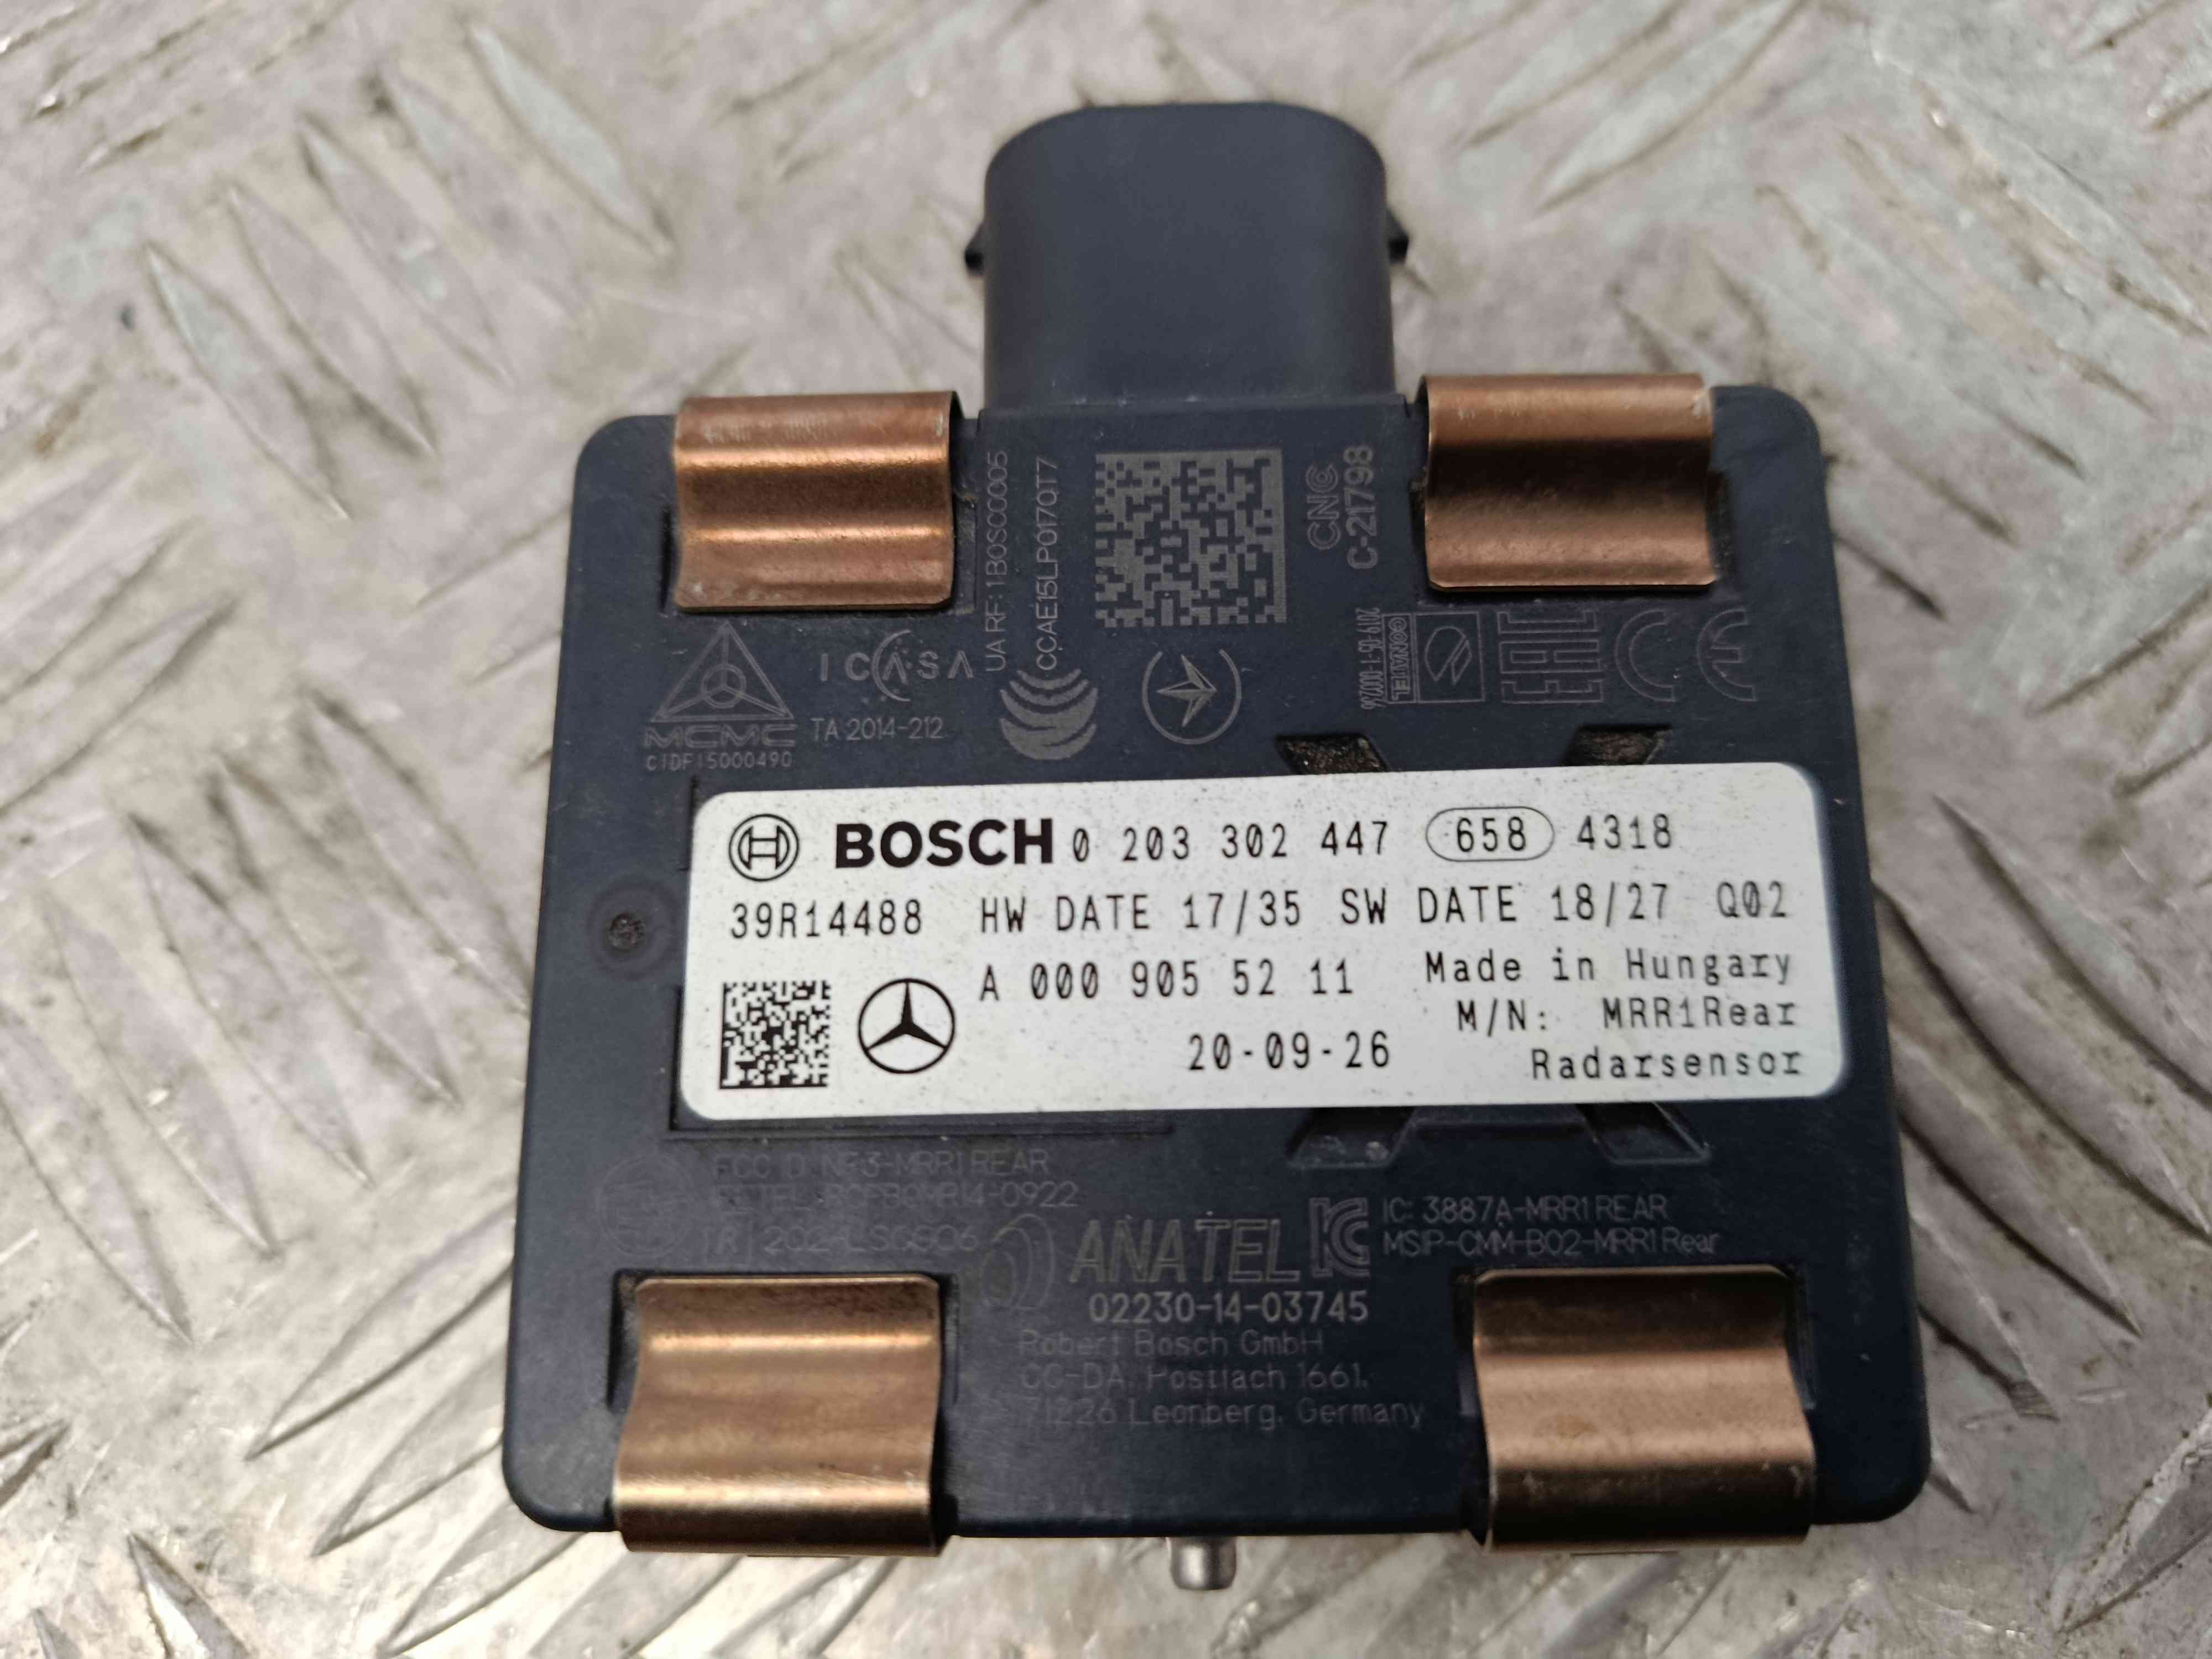 UA RF: 1BOSC0005
CCAE15LP0170T7
CNC
C-21798
ICASA
TA 2014-212
MCMC
CIDF15000490
CONATEL
BOSCH 0 203 302 447 658 4318
39R14488 HW DATE 17/35 SW DATE 18/27 Q02
A 000 905 52 11 Made in Hungary
M/N: MRR1Rear
20-09-26
Radarsensor
FCC ID NF3-MRR1REAR
R
ANATEL
02230-14-03745
IC: 3887A-MRR1REAR
MSIP-CMM-B02-MRR1Rear
Robert Bosch GmbH
CC-DA, Postfach 1661,
71226 Leonberg, Germany